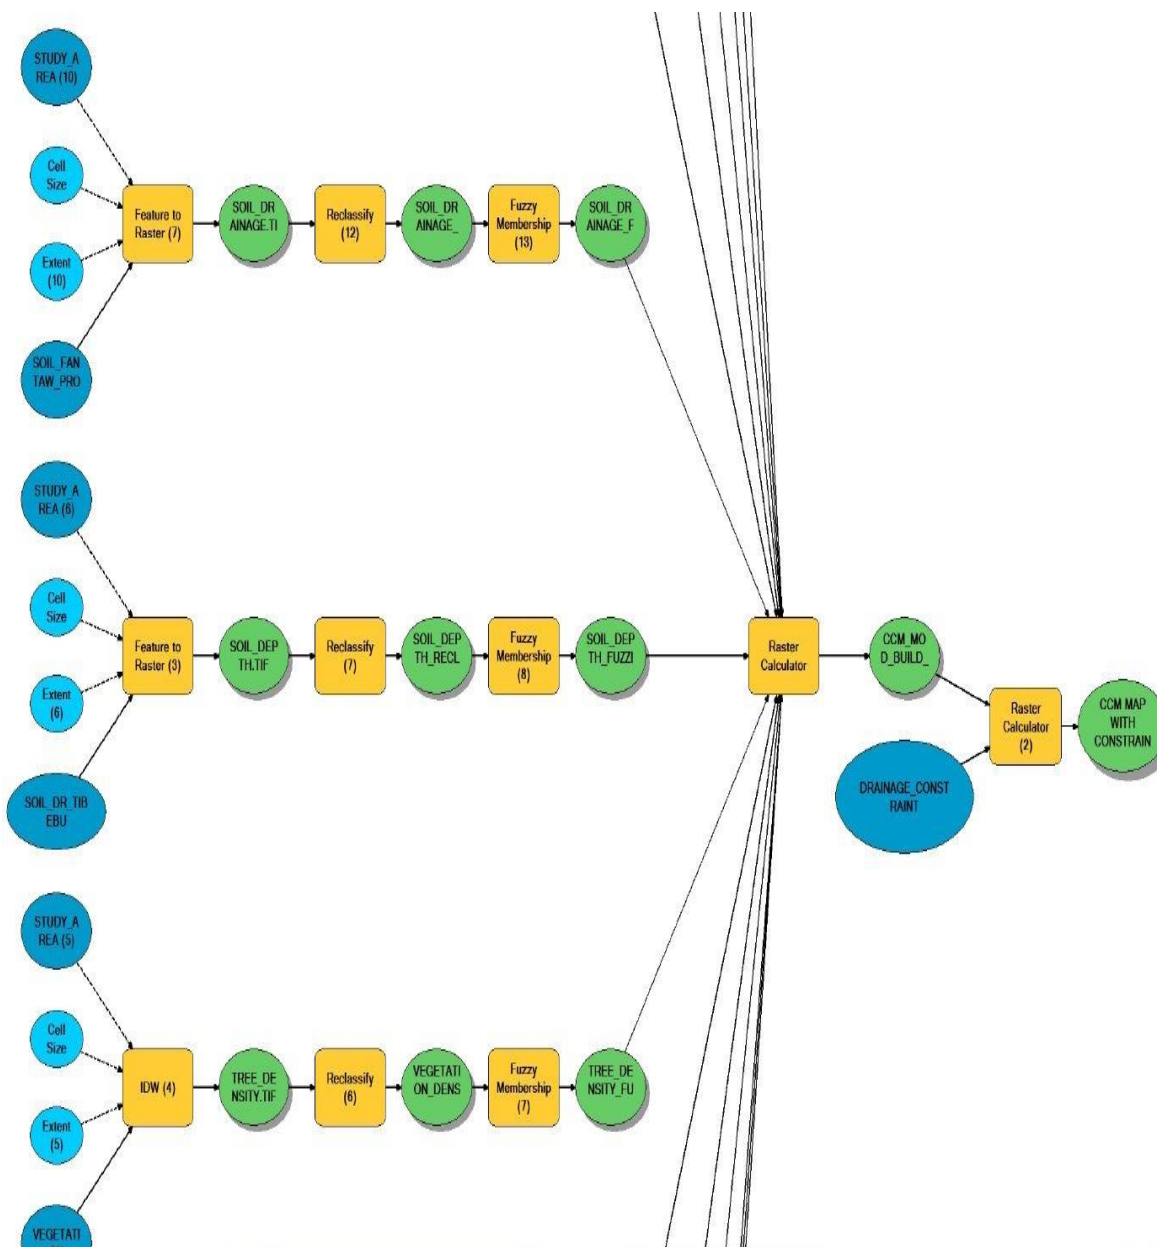 STUDY_A
REA (10)
Cell
Size
Extent
(10)
SOIL_FAN
TAW_PRO
Feature to
Raster (7)
SOIL_DR
AINAGE.TI
Reclassify
(12)
SOIL_DR
AINAGE_
Fuzzy
Membership
(13)
SOIL_DR
AINAGE_F
STUDY_A
REA (6)
Cell
Size
Extent
(6)
SOIL_DR_TIB
EBU
Feature to
Raster (3)
SOIL_DEP
TH.TIF
Reclassify
(7)
SOIL_DEP
TH_RECL
Fuzzy
Membership
(8)
SOIL_DEP
TH_FUZZI
Raster
Calculator
CCM_MO
D_BUILD_
DRAINAGE_CONST
RAINT
Raster
Calculator
(2)
CCM MAP
WITH
CONSTRAIN
STUDY_A
REA (5)
Cell
Size
Extent
(5)
VEGETATI
IDW (4)
TREE_DE
NSITY.TIF
Reclassify
(6)
VEGETATI
ON_DENS
Fuzzy
Membership
(7)
TREE_DE
NSITY_FU